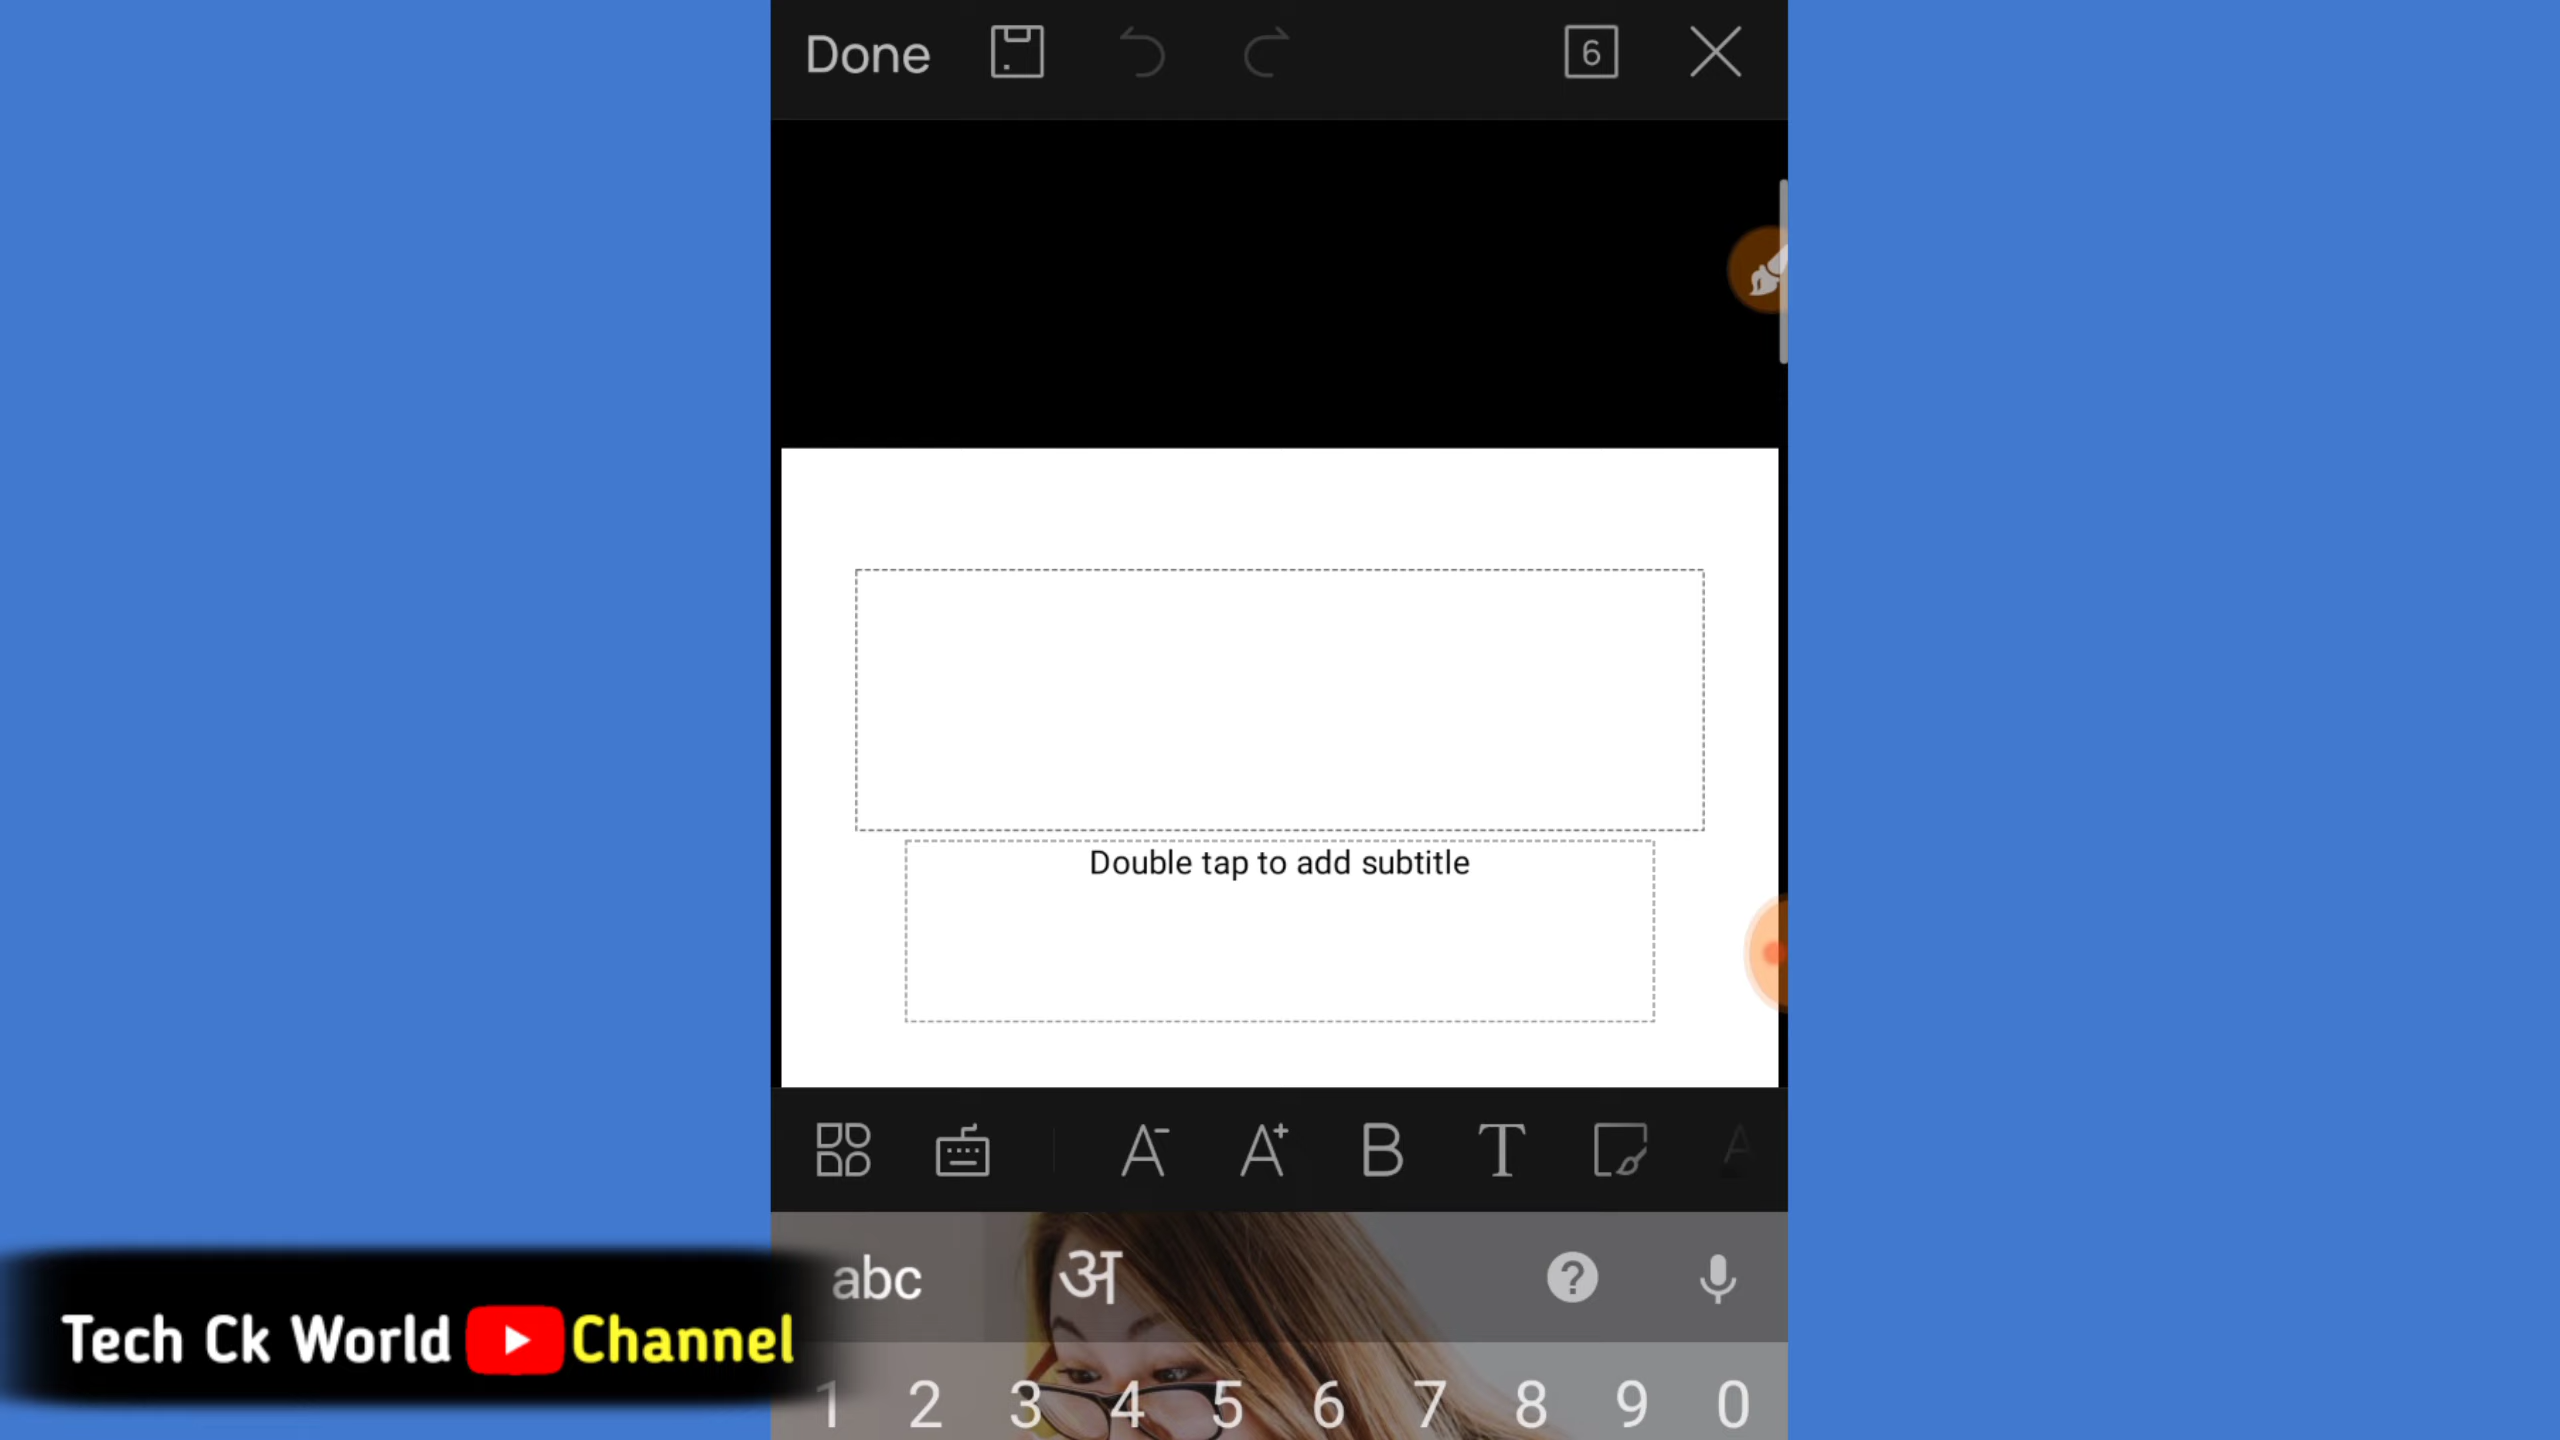 Done
6
Double tap to add subtitle
A- A+ B T A
abc अ ?
Tech Ck World Channel
1 2 3 4 5 6 7 8 9 0